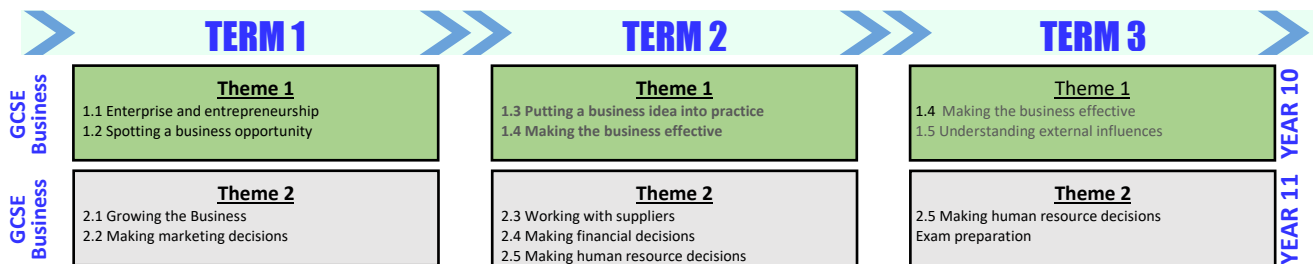 TERM 1
TERM 2
TERM 3
GCSE
Business
Theme 1
1.1 Enterprise and entrepreneurship
1.2 Spotting a business opportunity
Theme 1
1.3 Putting a business idea into practice
1.4 Making the business effective
Theme 1
1.4 Making the business effective
1.5 Understanding external influences
YEAR 10
GCSE
Business
Theme 2
2.1 Growing the Business
2.2 Making marketing decisions
Theme 2
2.3 Working with suppliers
2.4 Making financial decisions
2.5 Making human resource decisions
Theme 2
2.5 Making human resource decisions
Exam preparation
YEAR 11